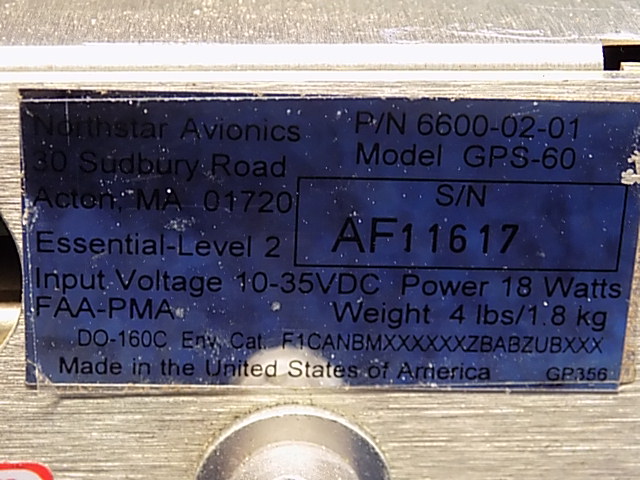 Northstar Avionics P/N 6600-02-01
30 Sudbury Road Model GPS-60
Acton, MA 01720 S/N
Essential-Level 2 AF11617
Input Voltage 10-35VDC Power 18 Watts
FAA-PMA Weight 4 lbs/1.8 kg
DO-160C Env. Cat. F1CANBMXXXXXXZBABZUBXXX
Made in the United States of America GP356